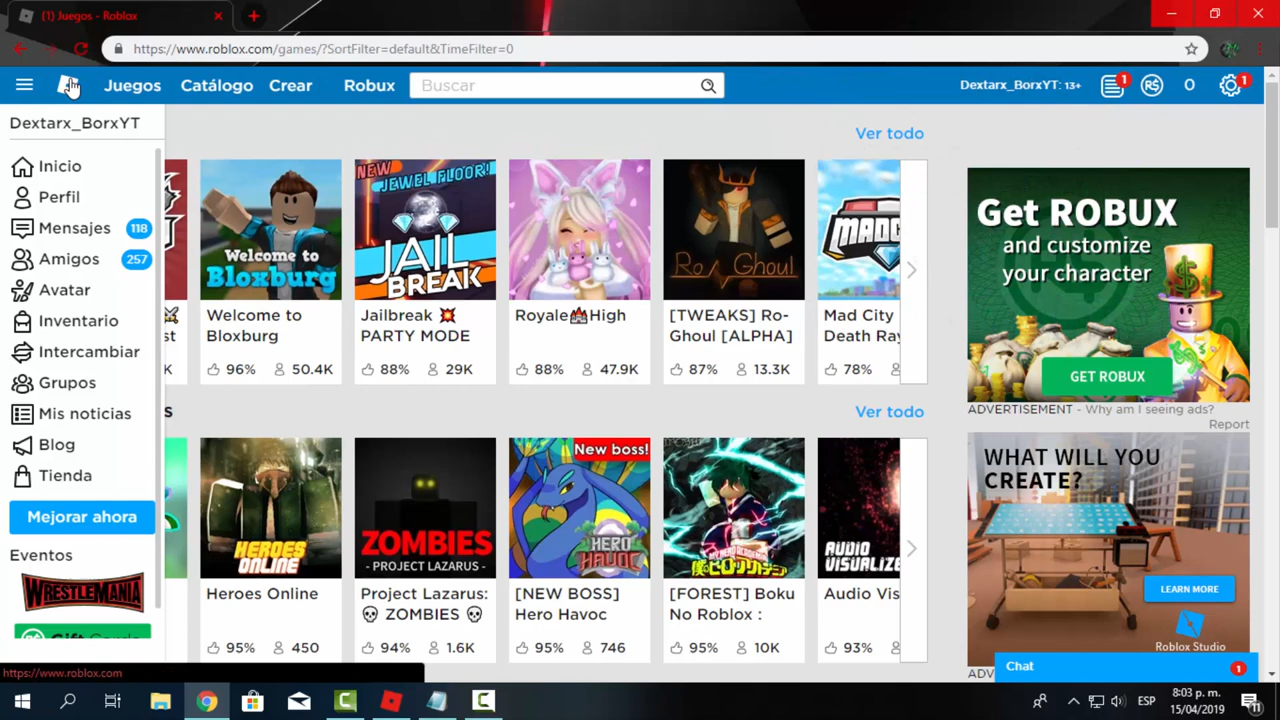 (1) Juegos - Roblox
https://www.roblox.com/games/?SortFilter=default&TimeFilter=0
Juegos Catálogo Crear Robux Buscar Dextarx_BorxYT: 13+ 1 R$ 0 1
Dextarx_BorxYT
Inicio
Perfil
Mensajes 118
Amigos 257
Avatar
Inventario
Intercambiar
Grupos
Mis noticias
Blog
Tienda
Mejorar ahora
Eventos
WRESTLEMANIA
Ver todo
Welcome to
Bloxburg
NEW
JEWEL FLOOR!
JAIL
BREAK
Ro Ghoul
MAD
Welcome to
Bloxburg
96% 50.4K
Jailbreak 💥
PARTY MODE
88% 29K
Royale🏰High
88% 47.9K
[TWEAKS] Ro-
Ghoul [ALPHA]
87% 13.3K
Mad City
Death Ray
78%
Ver todo
HEROES
ONLINE
ZOMBIES
- PROJECT LAZARUS -
New boss!
HERO
HAVOC
AUDIO
VISUALIZE
Heroes Online
95% 450
Project Lazarus:
💀 ZOMBIES 💀
94% 1.6K
[NEW BOSS]
Hero Havoc
95% 746
[FOREST] Boku
No Roblox :
95% 10K
Audio Vis
93%
Get ROBUX
and customize
your character
GET ROBUX
ADVERTISEMENT - Why am I seeing ads?
Report
WHAT WILL YOU
CREATE?
LEARN MORE
Roblox Studio
Chat 1
https://www.roblox.com
ESP
8:03 p. m.
15/04/2019
11